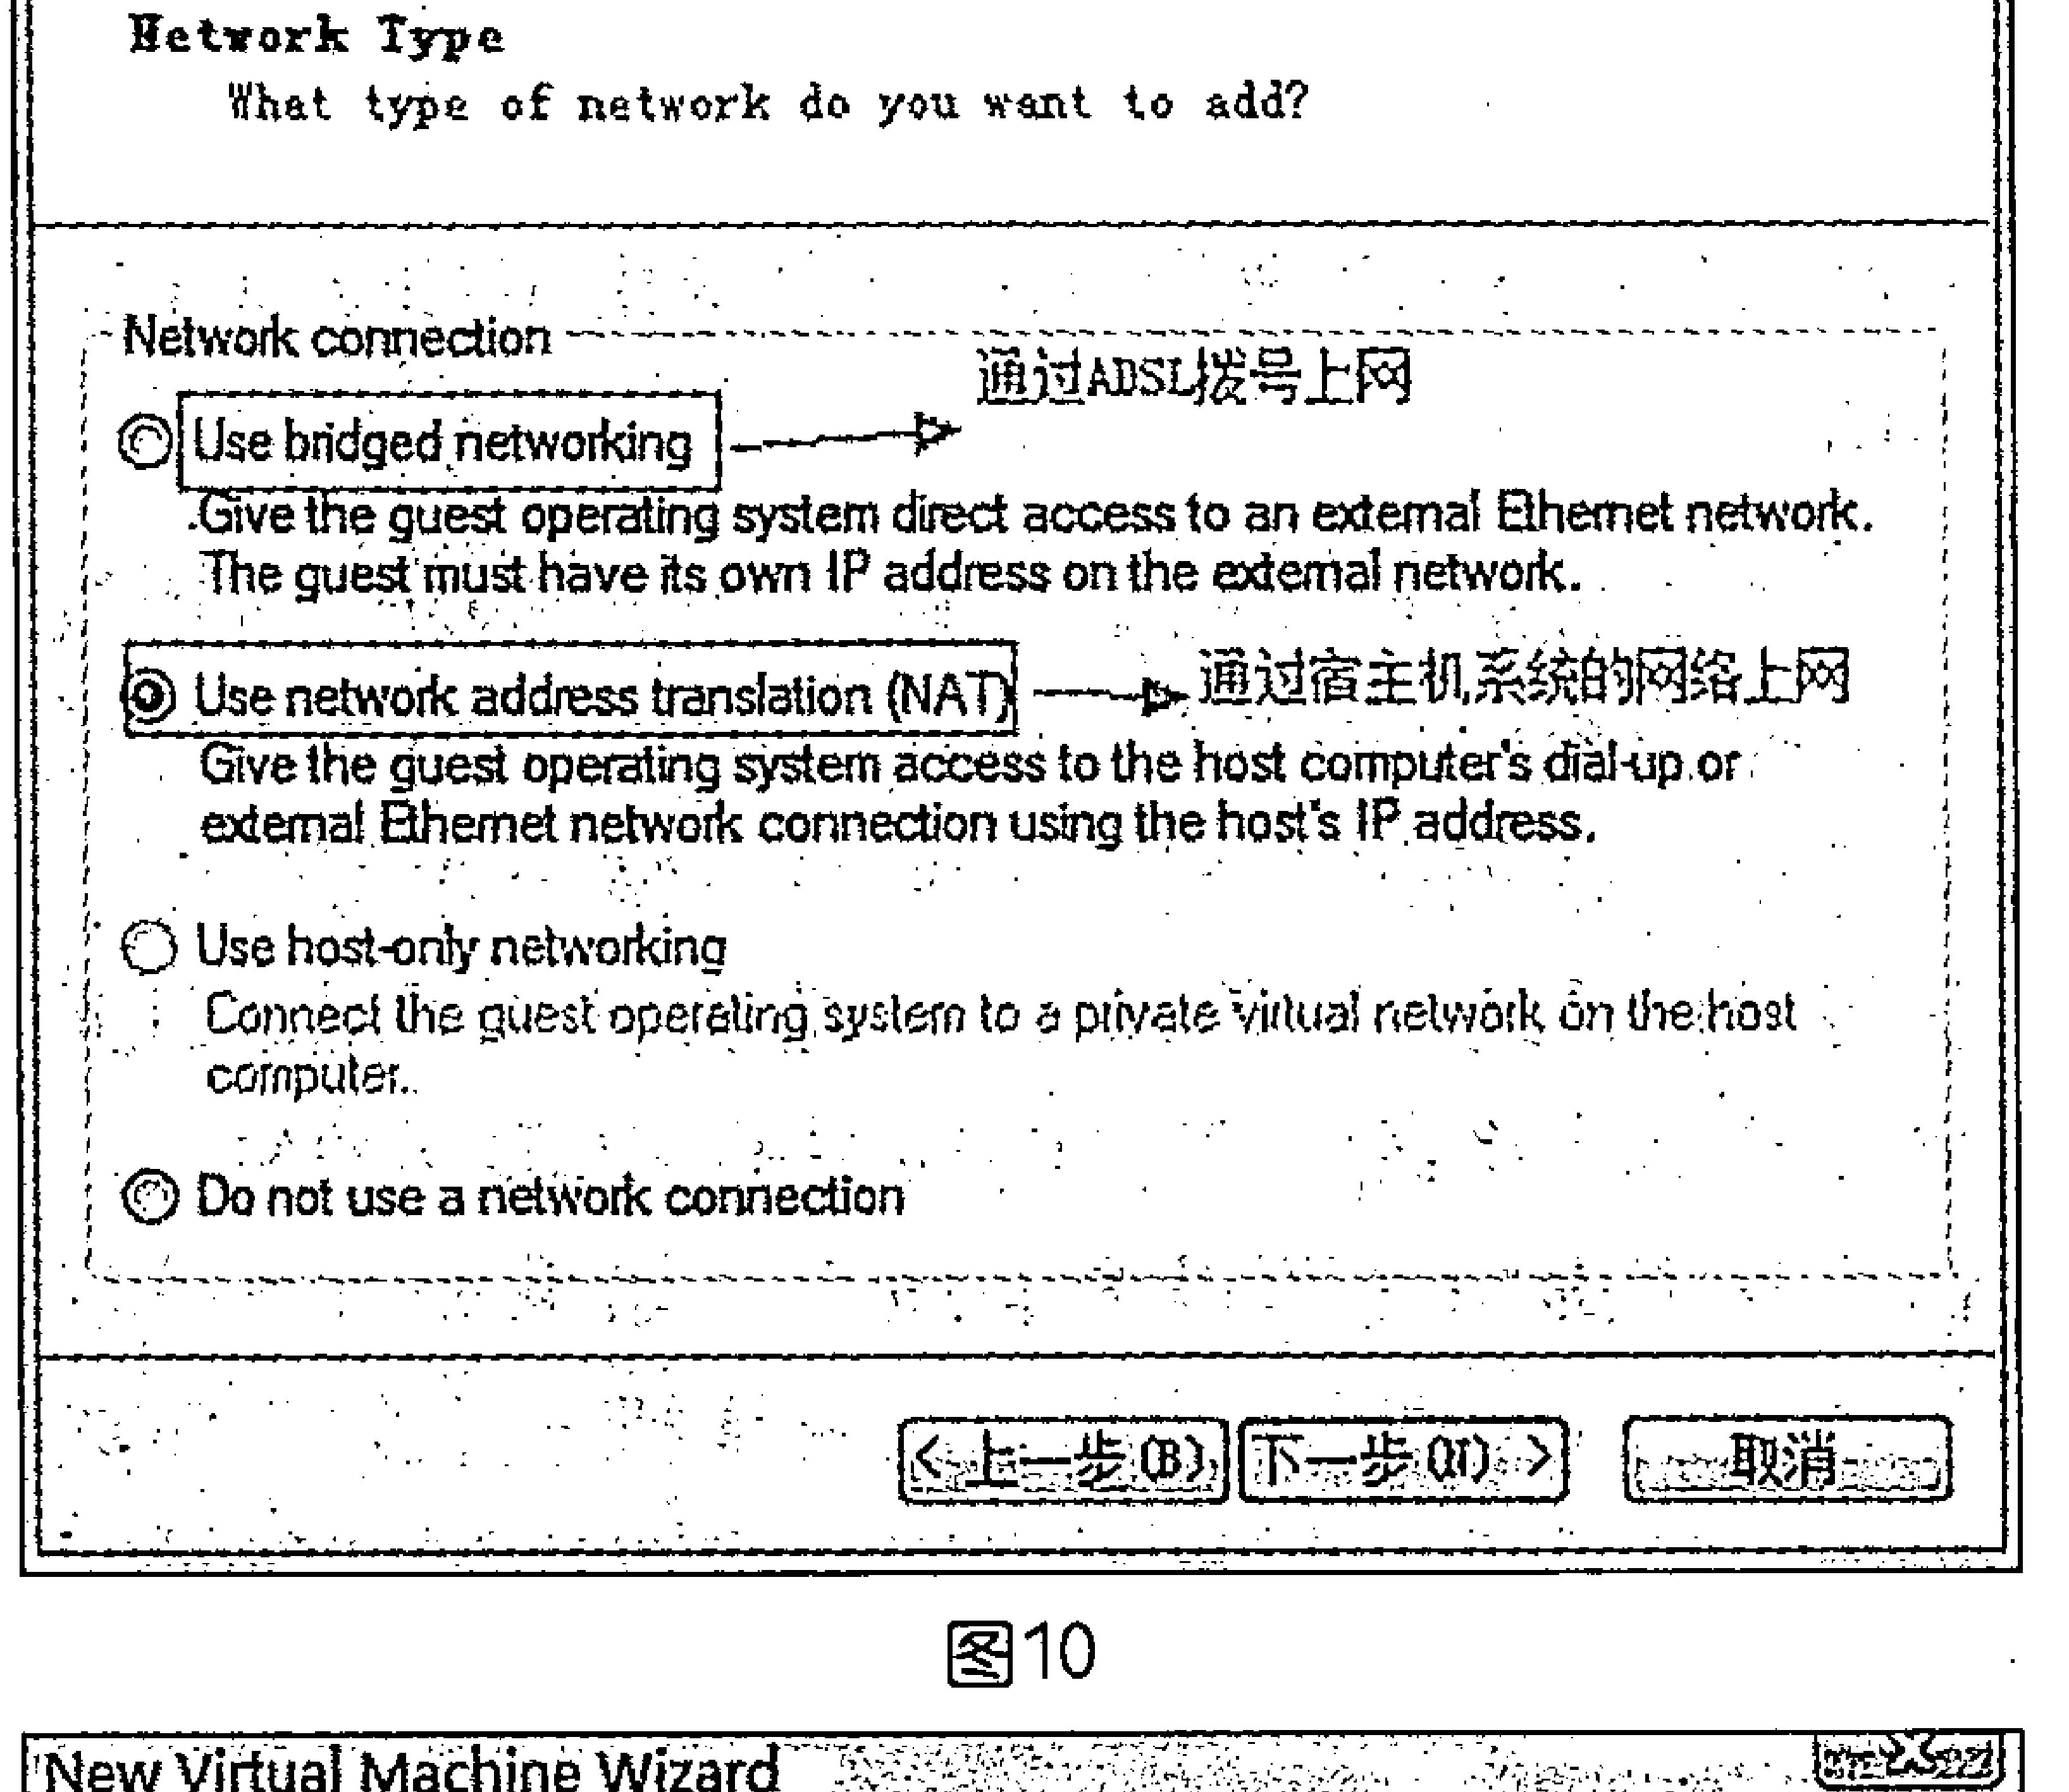 Network Type
What type of network do you want to add?
Network connection
通过ADSL拨号上网
Use bridged networking
Give the guest operating system direct access to an external Ethernet network.
The guest must have its own IP address on the external network.
Use network address translation (NAT)
通过宿主机系统的网络上网
Give the guest operating system access to the host computer's dial-up or
external Ethernet network connection using the host's IP address.
Use host-only networking
Connect the guest operating system to a private virtual network on the host
computer.
Do not use a network connection
< 上一步(B)
下一步(N) >
取消
图10
New Virtual Machine Wizard